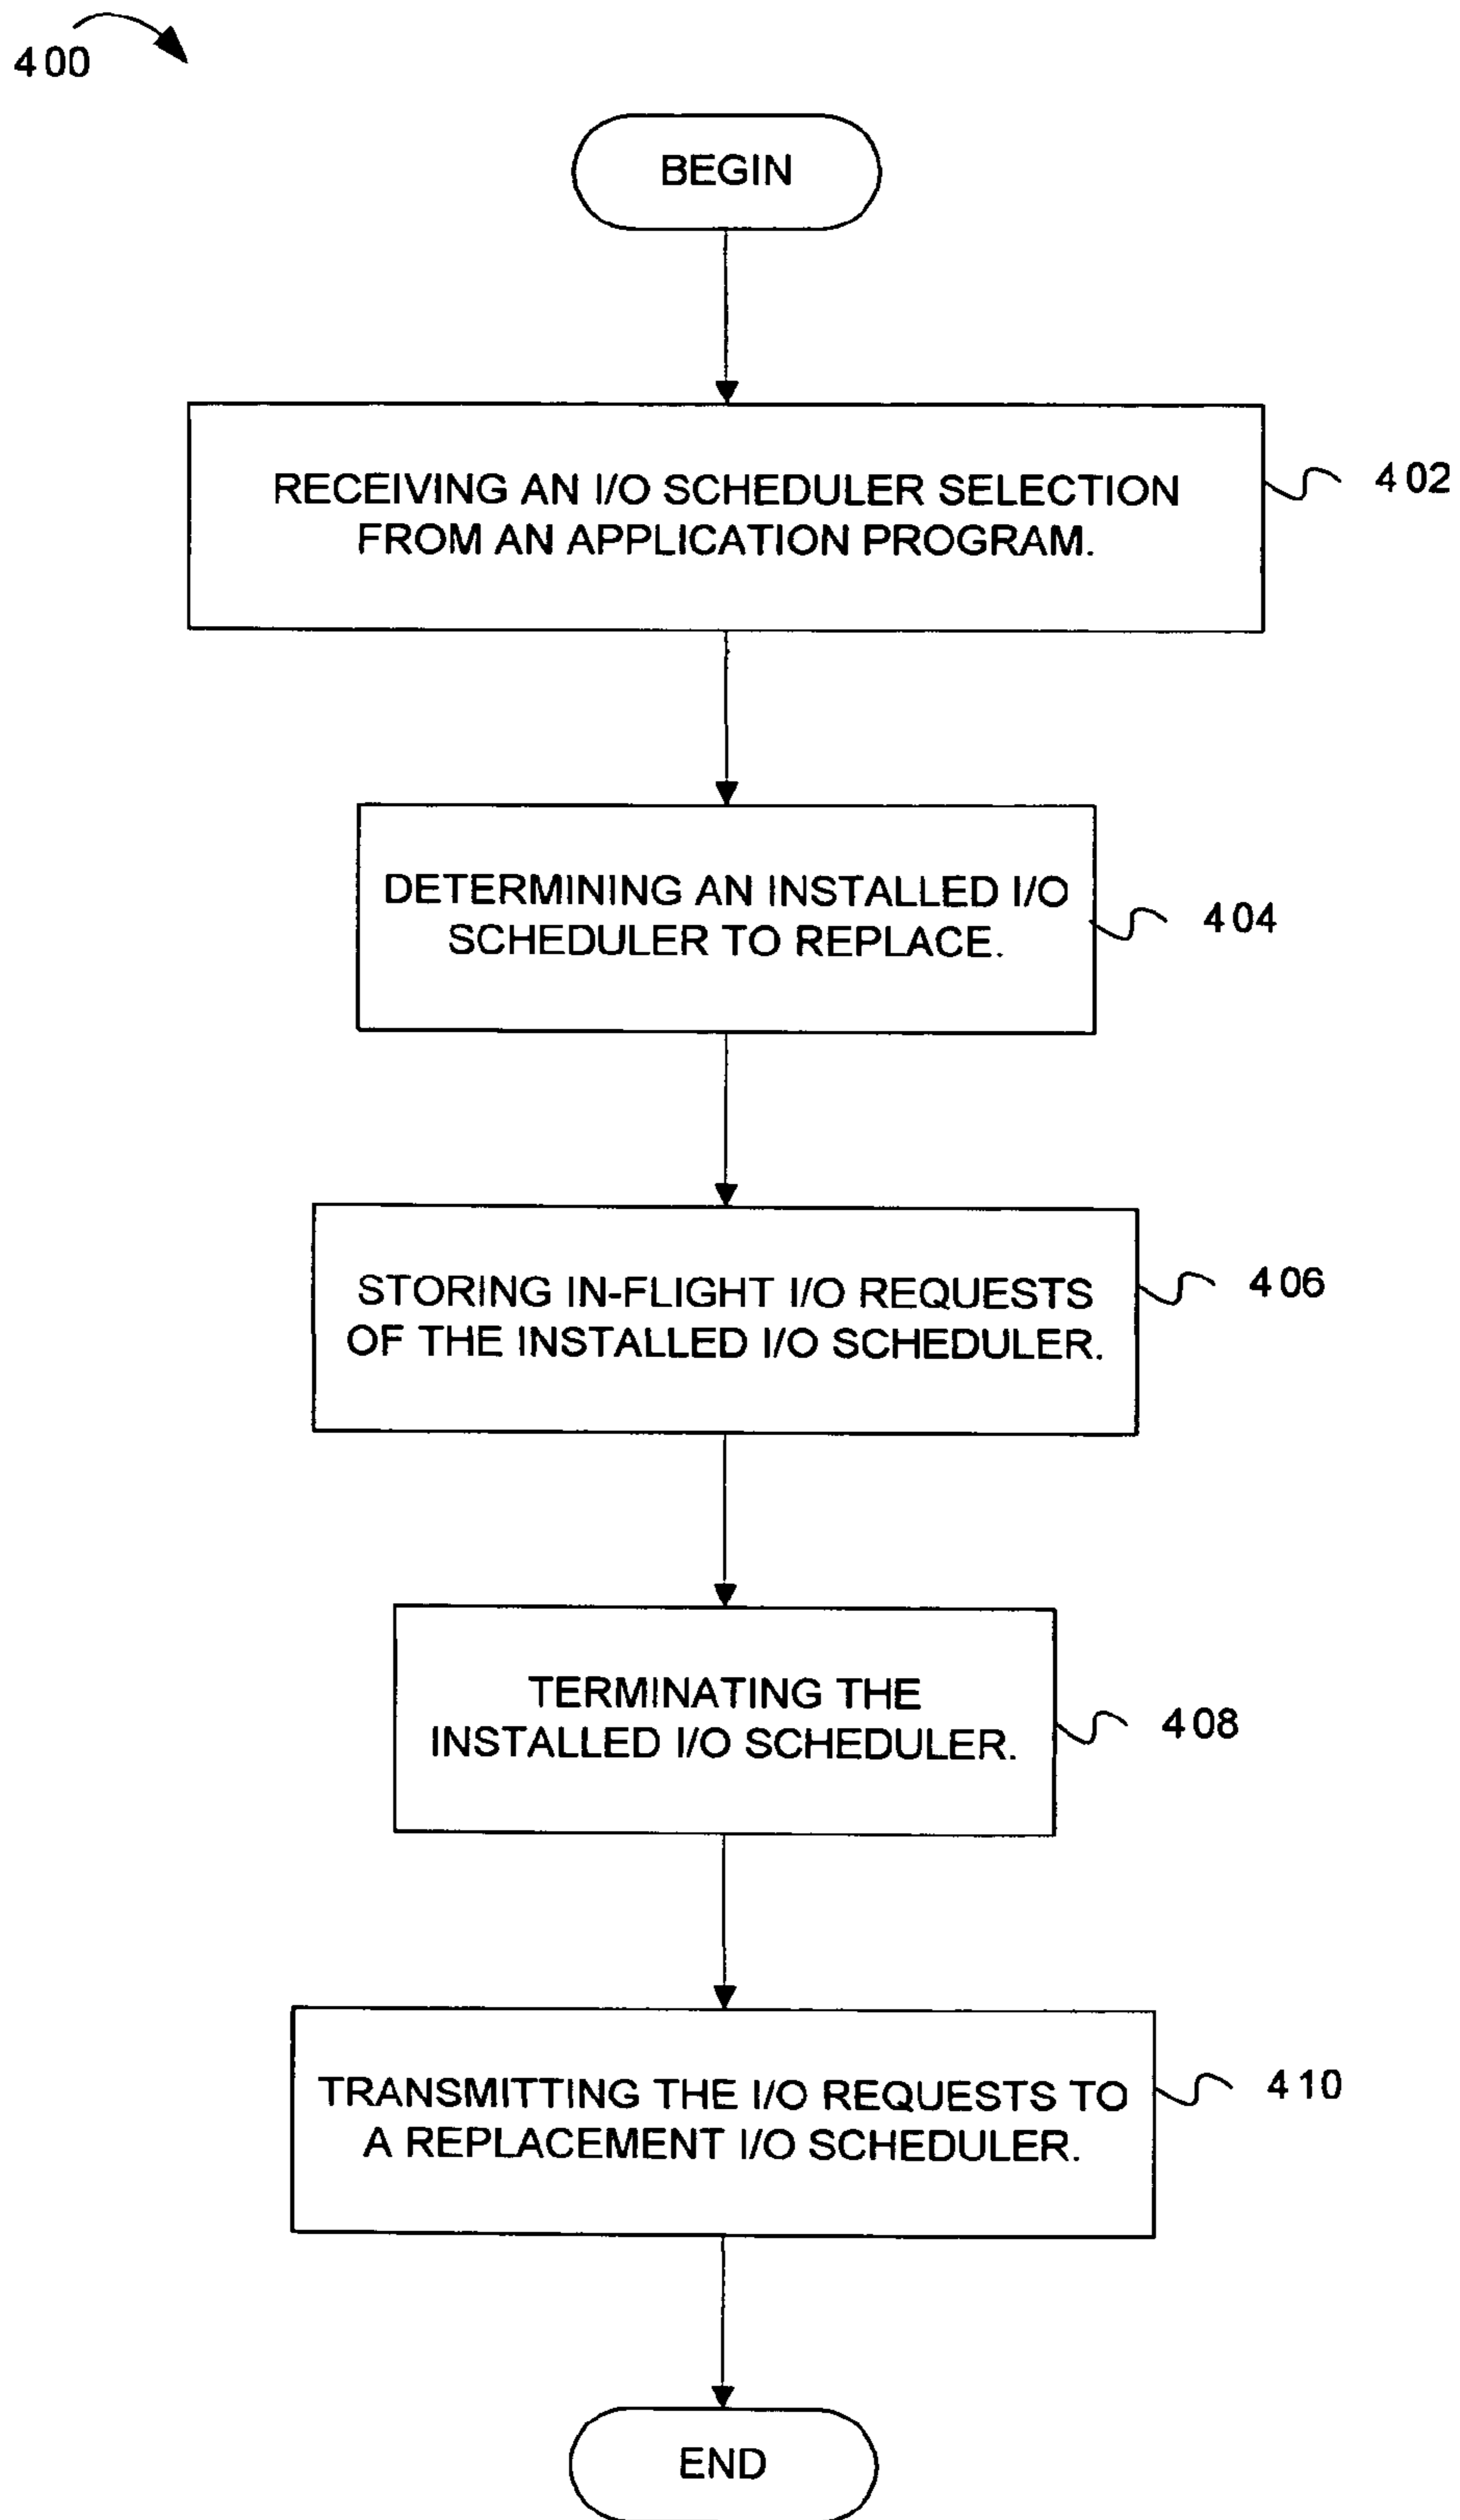 400
BEGIN
RECEIVING AN I/O SCHEDULER SELECTION
FROM AN APPLICATION PROGRAM.
402
DETERMINING AN INSTALLED I/O
SCHEDULER TO REPLACE.
404
STORING IN-FLIGHT I/O REQUESTS
OF THE INSTALLED I/O SCHEDULER.
406
TERMINATING THE
INSTALLED I/O SCHEDULER.
408
TRANSMITTING THE I/O REQUESTS TO
A REPLACEMENT I/O SCHEDULER.
410
END